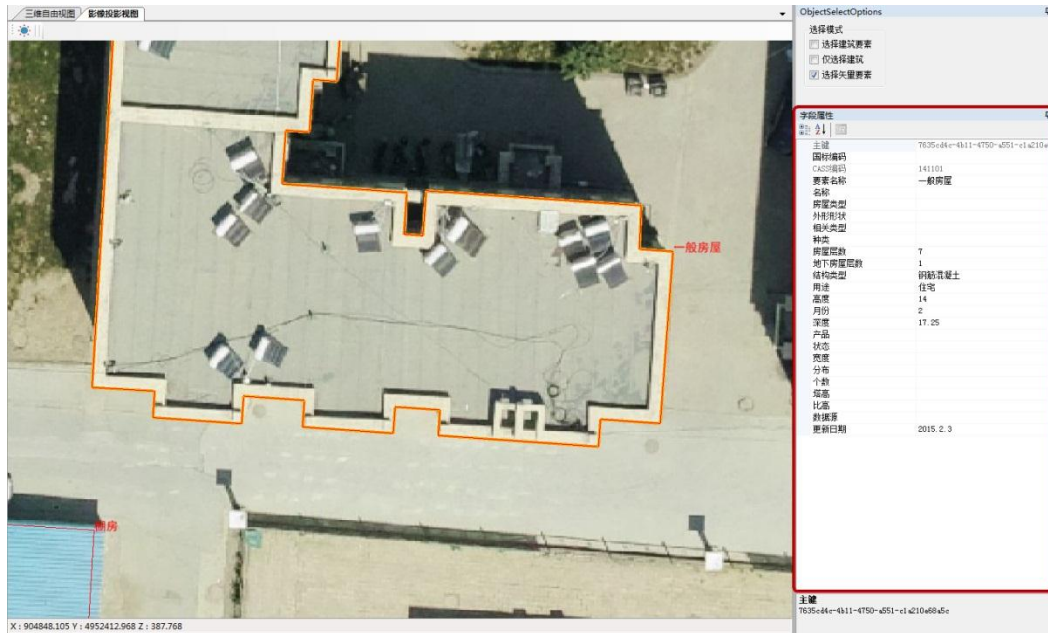 三维自由视图 影像投影视图
一般房屋
棚房
X : 904848.105 Y : 4952412.968 Z : 387.768
ObjectSelectOptions
选择模式
选择建筑要素
仅选择建筑
选择矢量要素
字段属性
主键
国标编码
CASS编码 141101
要素名称 一般房屋
名称
房屋类型
外形形状
相关类型
种类
房屋层数 7
地下房屋层数 1
结构类型 钢筋混凝土
用途 住宅
高度 14
月份 2
深度 17.25
产品
状态
宽度
分布
个数
塔高
比高
数据源
更新日期 2015.2.3
主键
7635cd4c-4b11-4750-a551-c1a210a68a5c